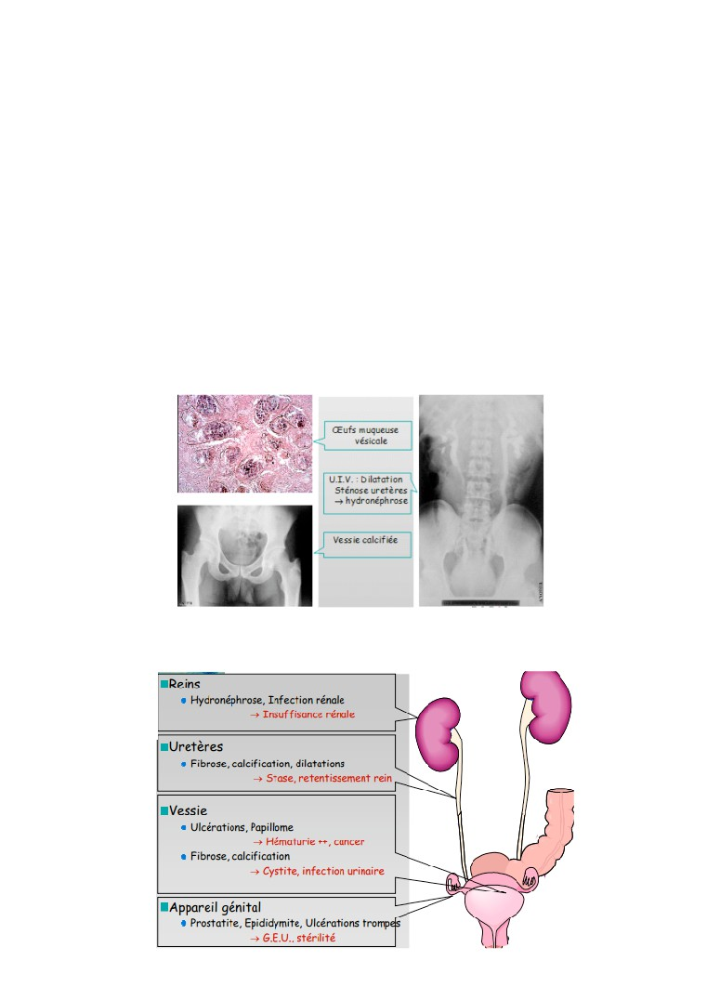 Œufs muqueuse
vésicale
U.I.V. : Dilatation
Sténose uretères
→ hydronéphrose
Vessie calcifiée
Reins
Hydronéphrose, Infection rénale
→ Insuffisance rénale
Uretères
Fibrose, calcification, dilatations
→ Stase, retentissement rein
Vessie
Ulcérations, Papillome
→ Hématurie ++, cancer
Fibrose, calcification
→ Cystite, infection urinaire
Appareil génital
Prostatite, Epididymite, Ulcérations trompes
→ G.E.U., stérilité